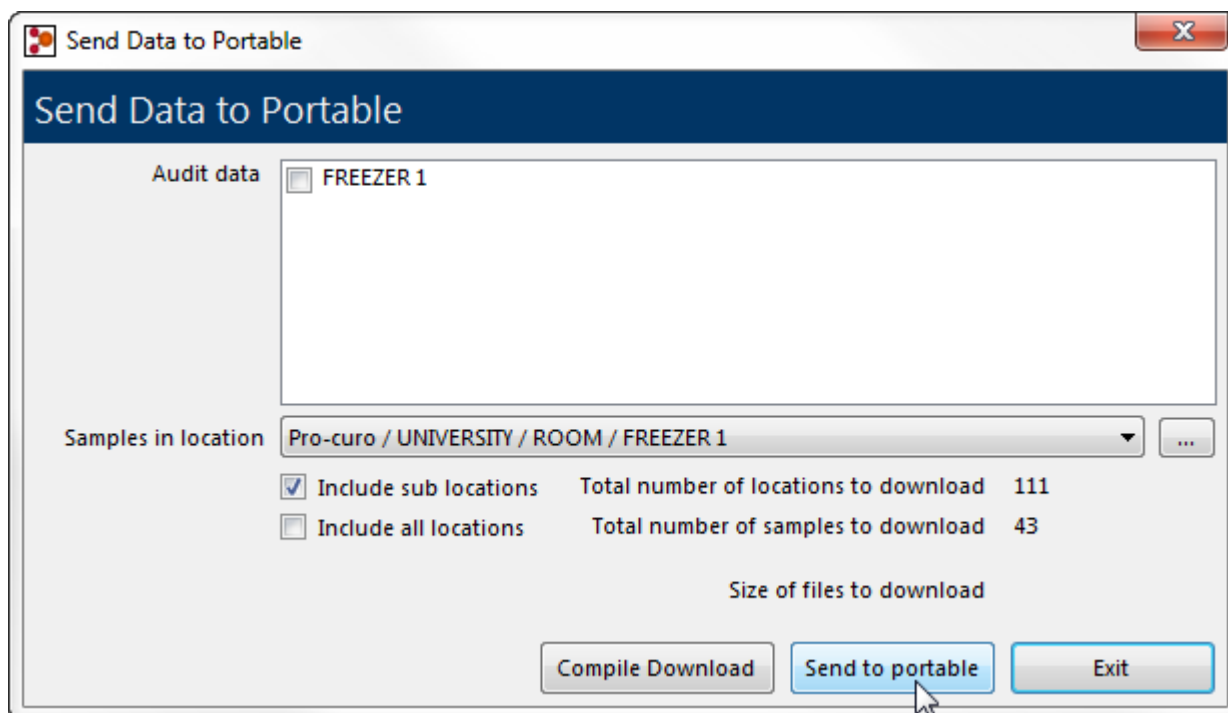 Send Data to Portable
Send Data to Portable
Audit data FREEZER 1
Samples in location Pro-curo / UNIVERSITY / ROOM / FREEZER 1 ...
Include sub locations Total number of locations to download 111
Include all locations Total number of samples to download 43
Size of files to download
Compile Download Send to portable Exit